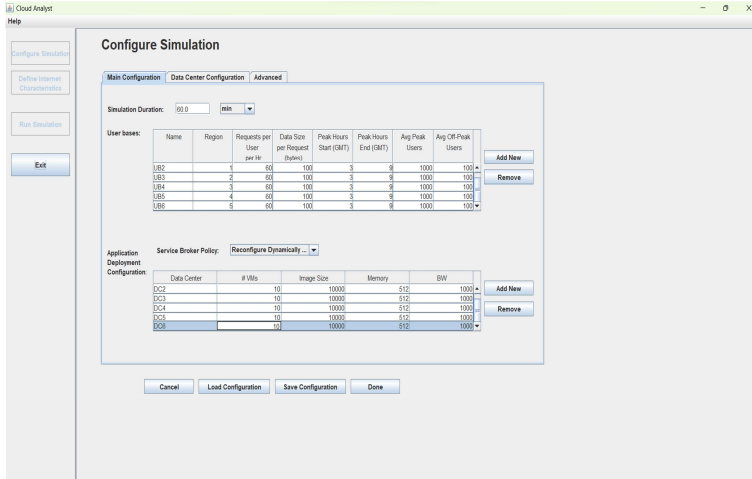 Cloud Analyst
Help
Configure Simulation
Define Internet
Characteristics
Run Simulation
Exit
Configure Simulation
Main Configuration Data Center Configuration Advanced
Simulation Duration: 60.0 min
User bases:
Name Region Requests per User per Hr Data Size per Request (bytes) Peak Hours Start (GMT) Peak Hours End (GMT) Avg Peak Users Avg Off-Peak Users
UB2 1 60 100 3 9 1000 100
UB3 2 60 100 3 9 1000 100
UB4 3 60 100 3 9 1000 100
UB5 4 60 100 3 9 1000 100
UB6 5 60 100 3 9 1000 100
Add New
Remove
Application
Deployment
Configuration:
Service Broker Policy: Reconfigure Dynamically ...
Data Center # VMs Image Size Memory BW
DC2 10 10000 512 1000
DC3 10 10000 512 1000
DC4 10 10000 512 1000
DC5 10 10000 512 1000
DC6 10 10000 512 1000
Add New
Remove
Cancel Load Configuration Save Configuration Done